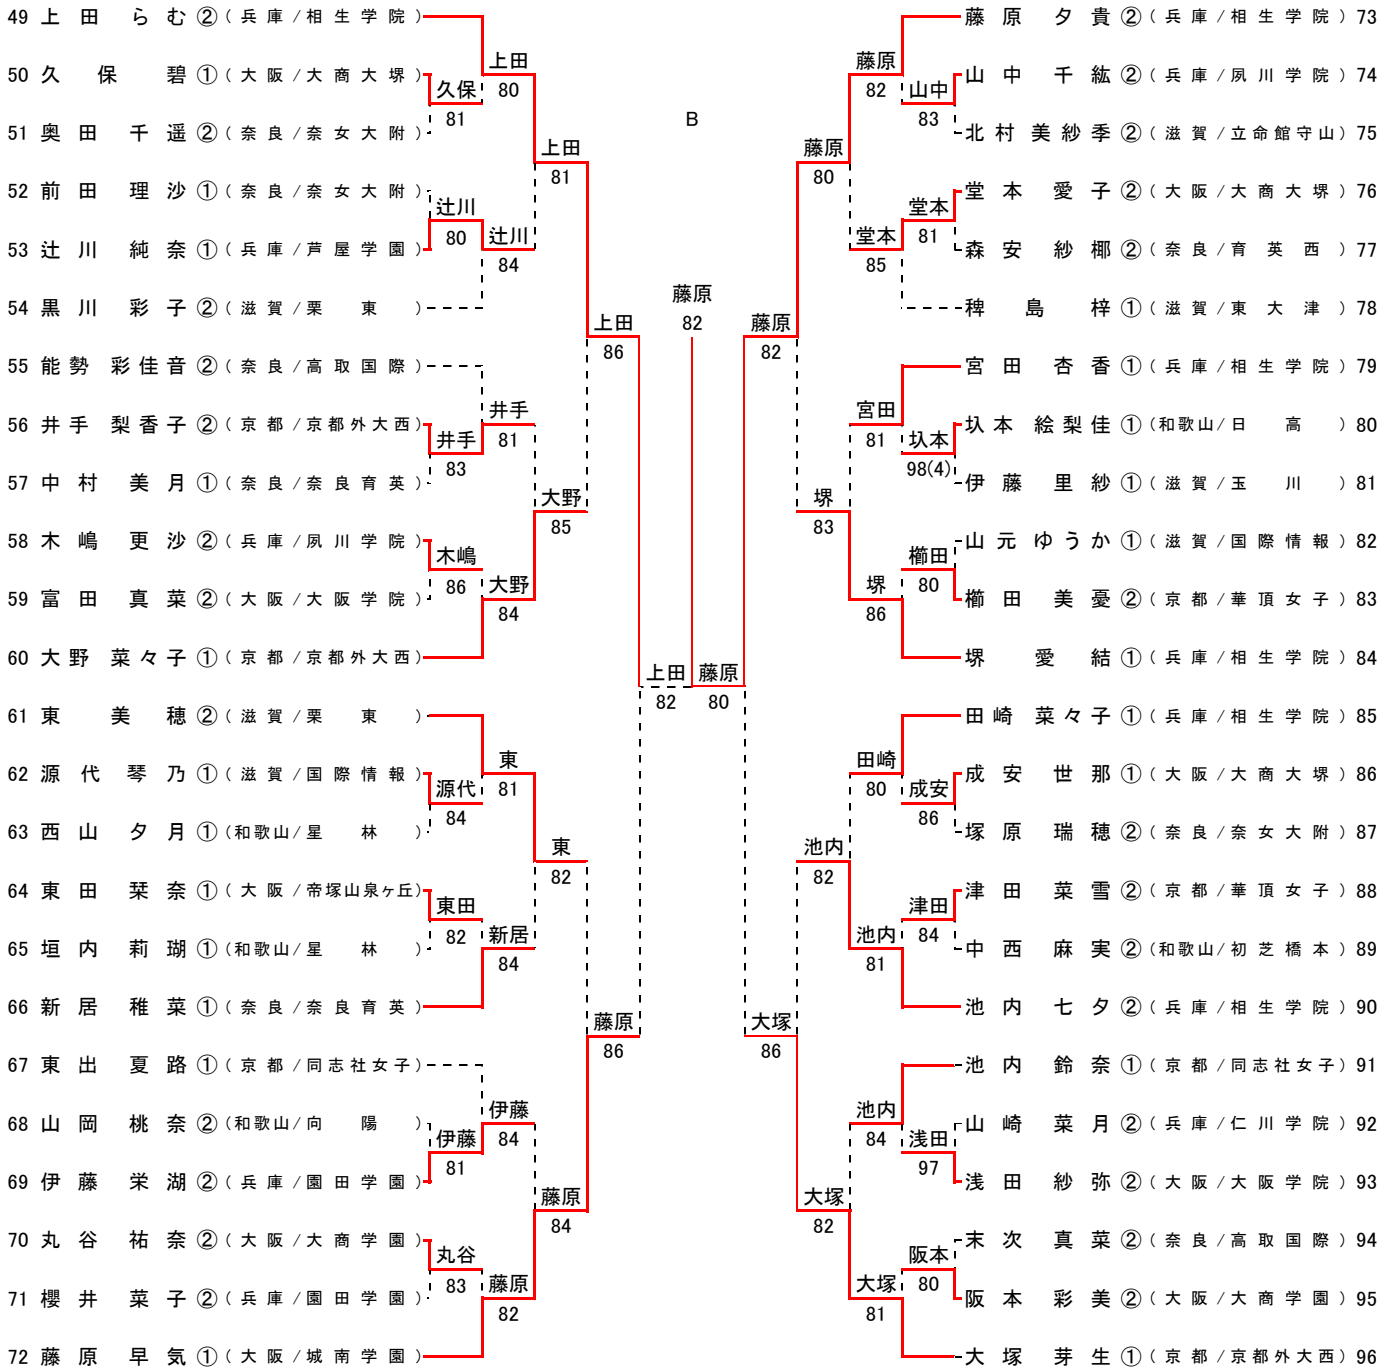 49 上田 らむ ② ( 兵庫 / 相生学院 )
50 久保 碧 ① ( 大阪 / 大商大堺 )
51 奥田 千遥 ② ( 奈良 / 奈女大附 )
52 前田 理沙 ① ( 奈良 / 奈女大附 )
53 辻川 純奈 ① ( 兵庫 / 芦屋学園 )
54 黒川 彩子 ② ( 滋賀 / 栗東 )
55 能勢 彩佳音 ② ( 奈良 / 高取国際 )
56 井手 梨香子 ② ( 京都 / 京都外大西 )
57 中村 美月 ① ( 奈良 / 奈良育英 )
58 木嶋 更沙 ② ( 兵庫 / 夙川学院 )
59 富田 真菜 ② ( 大阪 / 大阪学院 )
60 大野 菜々子 ① ( 京都 / 京都外大西 )
61 東 美穂 ② ( 滋賀 / 栗東 )
62 源代 琴乃 ① ( 滋賀 / 国際情報 )
63 西山 夕月 ① ( 和歌山 / 星林 )
64 東田 栞奈 ① ( 大阪 / 帝塚山泉ヶ丘 )
65 垣内 莉瑚 ① ( 和歌山 / 星林 )
66 新居 稚菜 ① ( 奈良 / 奈良育英 )
67 東出 夏路 ① ( 京都 / 同志社女子 )
68 山岡 桃奈 ② ( 和歌山 / 向陽 )
69 伊藤 栄湖 ② ( 兵庫 / 園田学園 )
70 丸谷 祐奈 ② ( 大阪 / 大商学園 )
71 櫻井 菜子 ② ( 兵庫 / 園田学園 )
72 藤原 早気 ① ( 大阪 / 城南学園 )
久保
81
辻川
80
井手
83
木嶋
86
源代
84
東田
82
伊藤
81
丸谷
83
上田
80
辻川
84
井手
81
大野
84
東
81
新居
84
伊藤
84
藤原
82
上田
81
大野
85
東
82
藤原
84
上田
86
藤原
86
上田
82
B
藤原
82
藤原
80
藤原
82
大塚
86
藤原
80
堺
83
池内
82
大塚
82
藤原
82
堂本
85
宮田
81
堺
86
田崎
80
池内
81
池内
84
大塚
81
山中
83
堂本
81
圦本
98(4)
櫛田
80
成安
86
津田
84
浅田
97
阪本
80
藤原 夕貴 ② ( 兵庫 / 相生学院 ) 73
山中 千紘 ② ( 兵庫 / 夙川学院 ) 74
北村 美紗季 ② ( 滋賀 / 立命館守山 ) 75
堂本 愛子 ② ( 大阪 / 大商大堺 ) 76
森安 紗椰 ② ( 奈良 / 育英西 ) 77
稗島 梓 ① ( 滋賀 / 東大津 ) 78
宮田 杏香 ① ( 兵庫 / 相生学院 ) 79
圦本 絵梨佳 ① ( 和歌山 / 日高 ) 80
伊藤 里紗 ① ( 滋賀 / 玉川 ) 81
山元 ゆうか ① ( 滋賀 / 国際情報 ) 82
櫛田 美憂 ② ( 京都 / 華頂女子 ) 83
堺 愛結 ① ( 兵庫 / 相生学院 ) 84
田崎 菜々子 ① ( 兵庫 / 相生学院 ) 85
成安 世那 ① ( 大阪 / 大商大堺 ) 86
塚原 瑞穂 ② ( 奈良 / 奈女大附 ) 87
津田 菜雪 ② ( 京都 / 華頂女子 ) 88
中西 麻実 ② ( 和歌山 / 初芝橋本 ) 89
池内 七夕 ② ( 兵庫 / 相生学院 ) 90
池内 鈴奈 ① ( 京都 / 同志社女子 ) 91
山崎 菜月 ② ( 兵庫 / 仁川学院 ) 92
浅田 紗弥 ② ( 大阪 / 大阪学院 ) 93
末次 真菜 ② ( 奈良 / 高取国際 ) 94
阪本 彩美 ② ( 大阪 / 大商学園 ) 95
大塚 芽生 ① ( 京都 / 京都外大西 ) 96